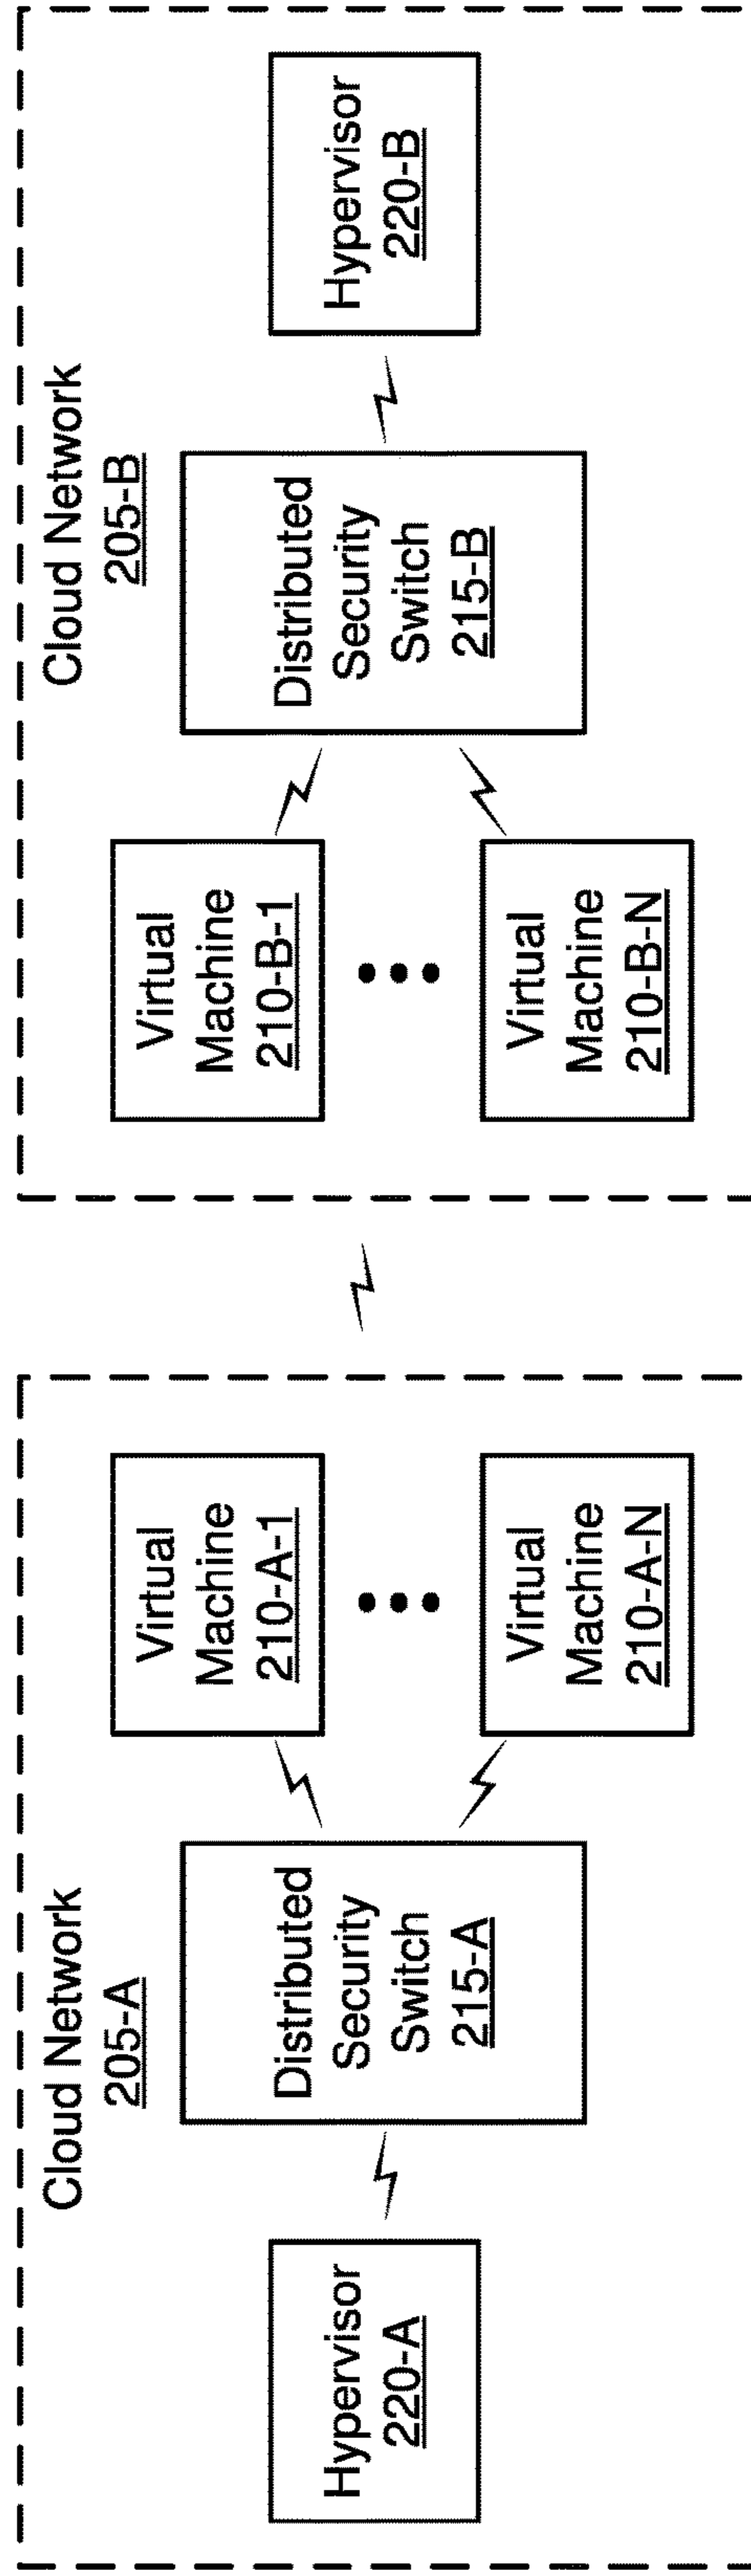 Cloud Network
205-A
Hypervisor
220-A
Distributed
Security
Switch
215-A
Virtual
Machine
210-A-1
Virtual
Machine
210-A-N
Cloud Network
205-B
Virtual
Machine
210-B-1
Virtual
Machine
210-B-N
Distributed
Security
Switch
215-B
Hypervisor
220-B